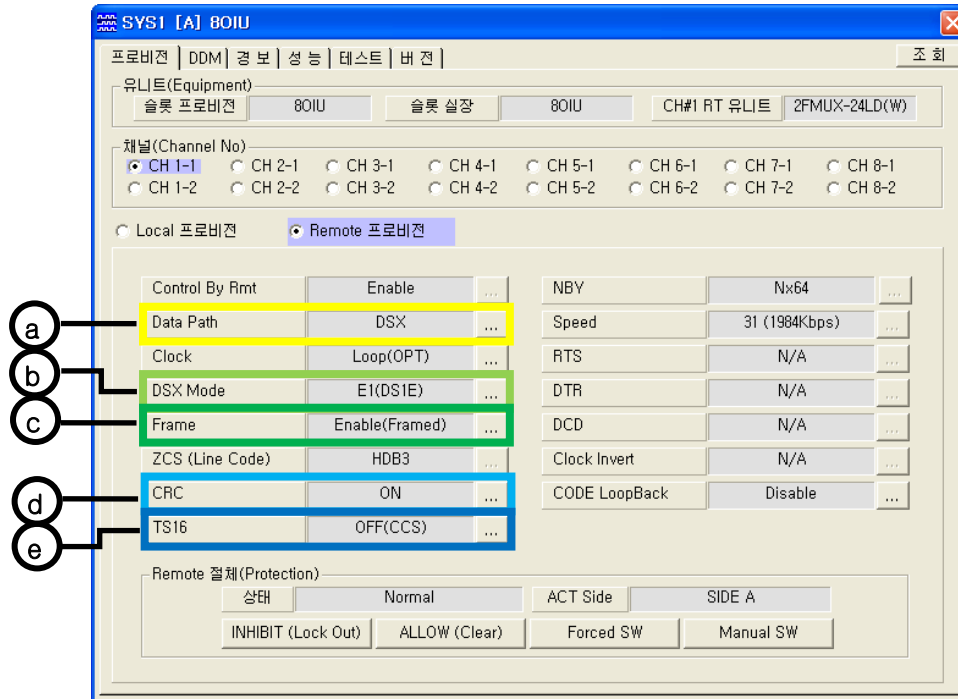 SYS1 [A] 8OIU
프로비전 DDM 경 보 성 능 테스트 버 전 조 회
유니트(Equipment)
슬롯 프로비전 8OIU 슬롯 실장 8OIU CH#1 RT 유니트 2FMUX-24LD(W)
채널(Channel No)
CH 1-1 CH 2-1 CH 3-1 CH 4-1 CH 5-1 CH 6-1 CH 7-1 CH 8-1
CH 1-2 CH 2-2 CH 3-2 CH 4-2 CH 5-2 CH 6-2 CH 7-2 CH 8-2
Local 프로비전 Remote 프로비전
Control By Rmt Enable ... NBY Nx64 ...
a Data Path DSX ... Speed 31 (1984Kbps) ...
Clock Loop(OPT) ... RTS N/A ...
b DSX Mode E1(DS1E) ... DTR N/A ...
c Frame Enable(Framed) ... DCD N/A ...
ZCS (Line Code) HDB3 ... Clock Invert N/A ...
d CRC ON ... CODE LoopBack Disable ...
e TS16 OFF(CCS) ...
Remote 절체(Protection)
상태 Normal ACT Side SIDE A
INHIBIT (Lock Out) ALLOW (Clear) Forced SW Manual SW